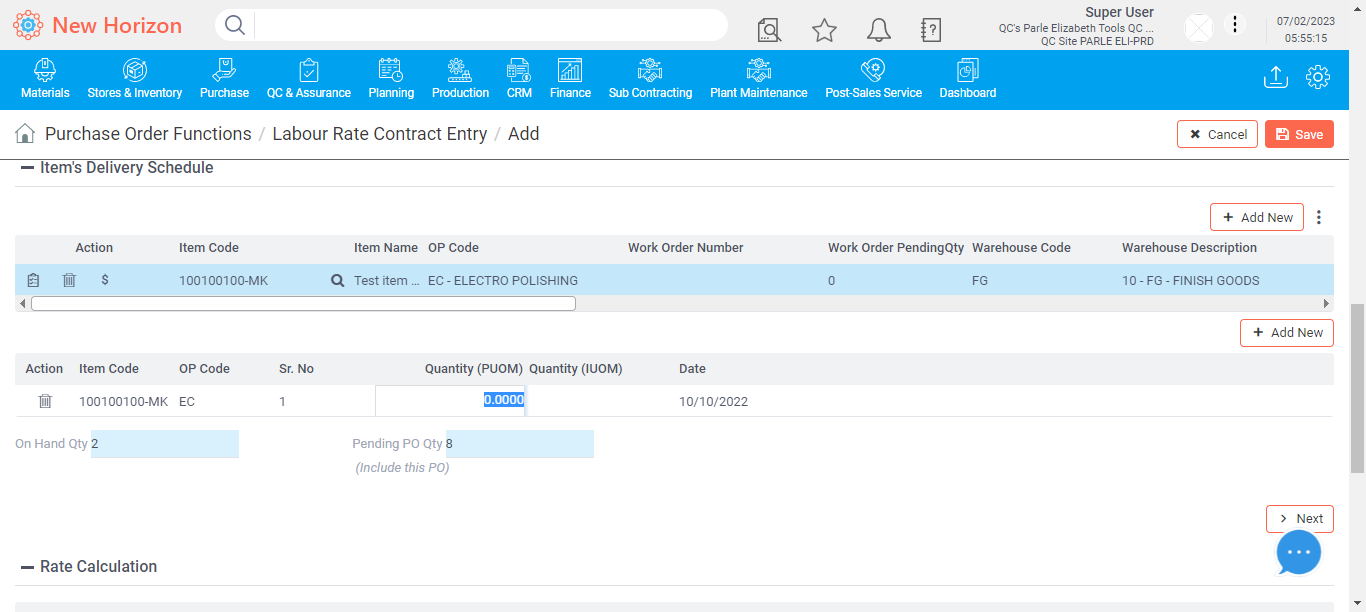 New Horizon
Super User
QC's Parle Elizabeth Tools QC ...
QC Site PARLE ELI-PRD
07/02/2023
05:55:15
Materials Stores & Inventory Purchase QC & Assurance Planning Production CRM Finance Sub Contracting Plant Maintenance Post-Sales Service Dashboard
Purchase Order Functions / Labour Rate Contract Entry / Add
Cancel Save
Item's Delivery Schedule
Add New
Action Item Code Item Name OP Code Work Order Number Work Order PendingQty Warehouse Code Warehouse Description
$ 100100100-MK Test item ... EC - ELECTRO POLISHING 0 FG 10 - FG - FINISH GOODS
Add New
Action Item Code OP Code Sr. No Quantity (PUOM) Quantity (IUOM) Date
100100100-MK EC 1 0.0000 10/10/2022
On Hand Qty 2 Pending PO Qty 8
(Include this PO)
Next
Rate Calculation